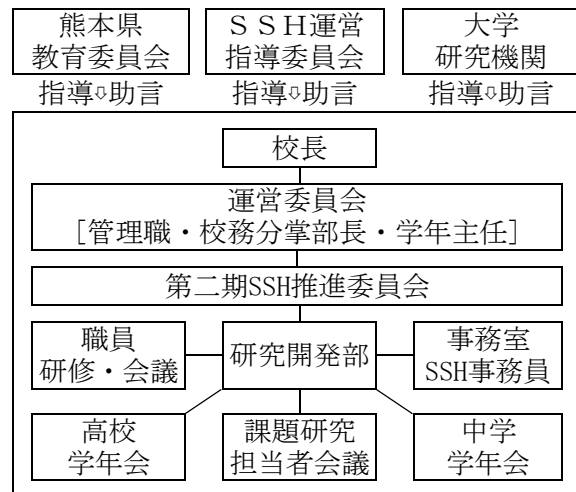 熊本県
教育委員会
ＳＳＨ運営
指導委員会
大学
研究機関
指導⇩助言
指導⇩助言
指導⇩助言
校長
運営委員会
［管理職・校務分掌部長・学年主任］
第二期SSH推進委員会
職員
研修・会議
研究開発部
事務室
SSH事務員
高校
学年会
課題研究
担当者会議
中学
学年会